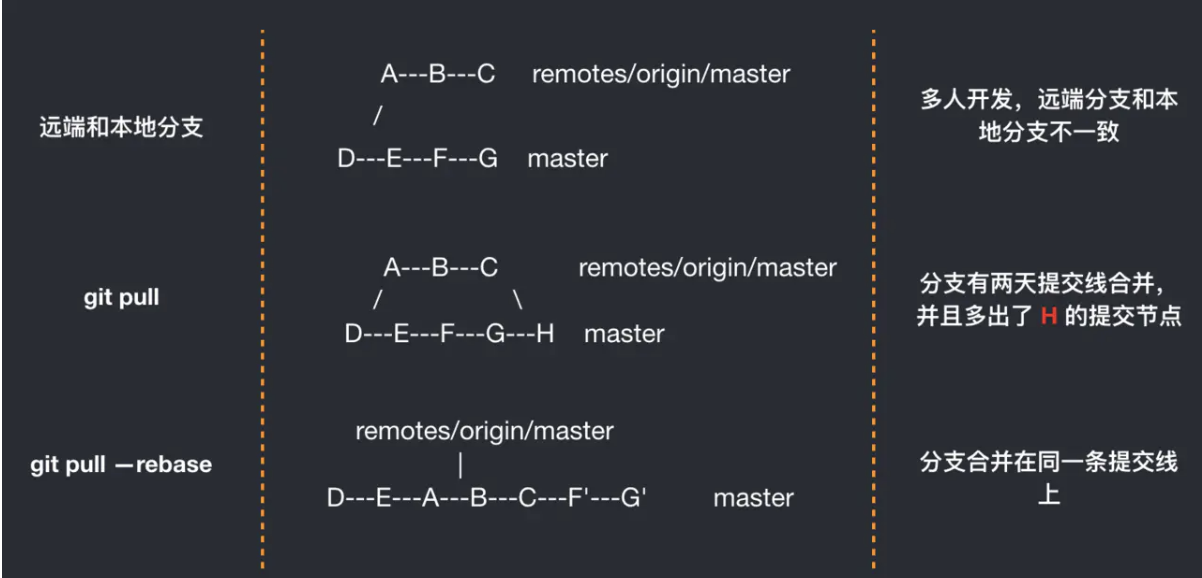 A---B---C remotes/origin/master
/
远端和本地分支
D---E---F---G master
多人开发，远端分支和本
地分支不一致
A---B---C remotes/origin/master
/ \
git pull
D---E---F---G---H master
分支有两天提交线合并，
并且多出了 H 的提交节点
remotes/origin/master
|
git pull —rebase
D---E---A---B---C---F'---G' master
分支合并在同一条提交线
上